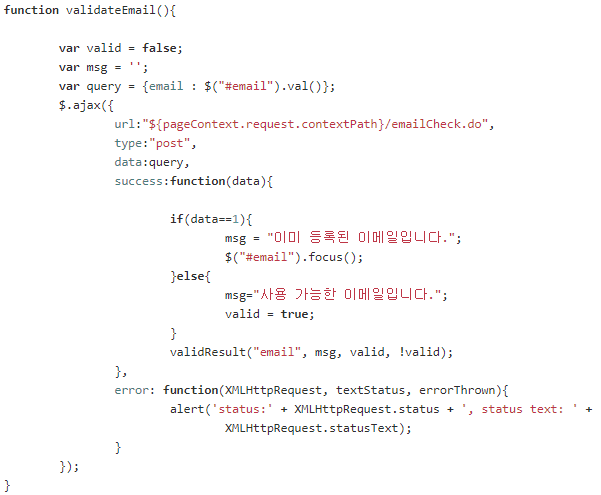 function validateEmail(){
var valid = false;
var msg = '';
var query = {email : $("#email").val()};
$.ajax({
url:"${pageContext.request.contextPath}/emailCheck.do",
type:"post",
data:query,
success:function(data){
if(data==1){
msg = "이미 등록된 이메일입니다.";
$("#email").focus();
}else{
msg="사용 가능한 이메일입니다.";
valid = true;
}
validResult("email", msg, valid, !valid);
},
error: function(XMLHttpRequest, textStatus, errorThrown){
alert('status:' + XMLHttpRequest.status + ', status text: ' +
XMLHttpRequest.statusText);
}
});
}